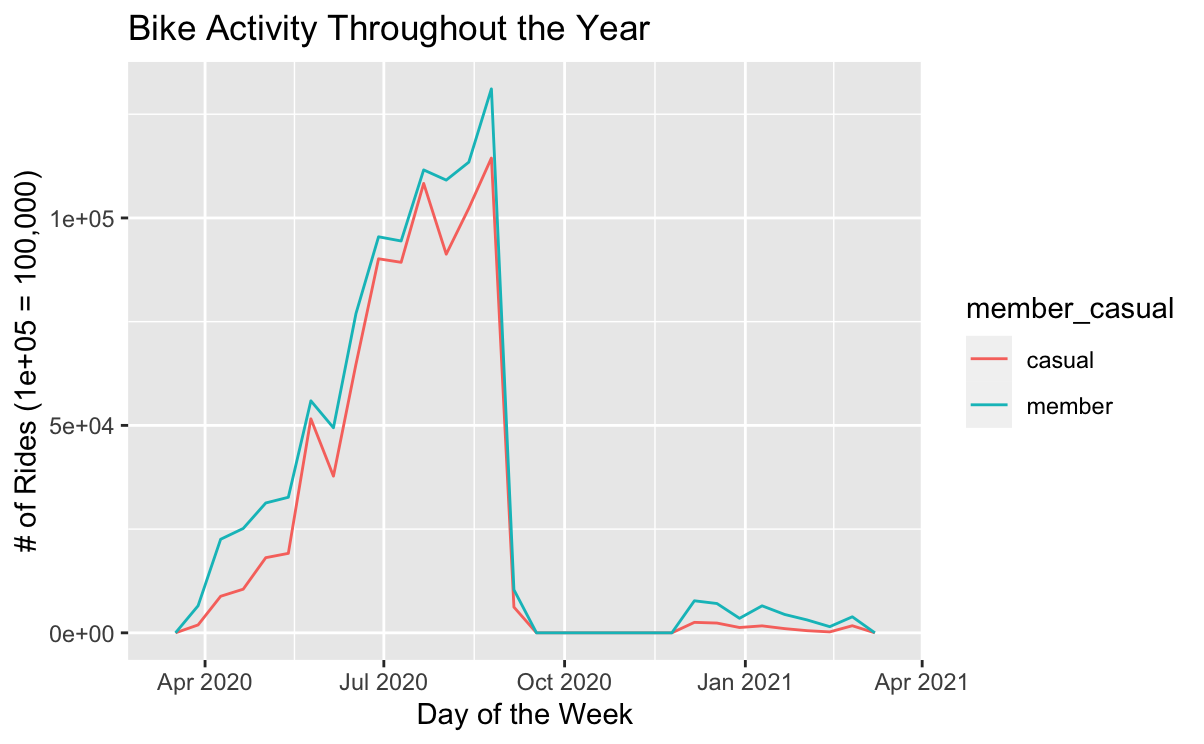 Bike Activity Throughout the Year
# of Rides (1e+05 = 100,000)
1e+05
5e+04
0e+00
Apr 2020
Jul 2020
Oct 2020
Jan 2021
Apr 2021
Day of the Week
member_casual
casual
member